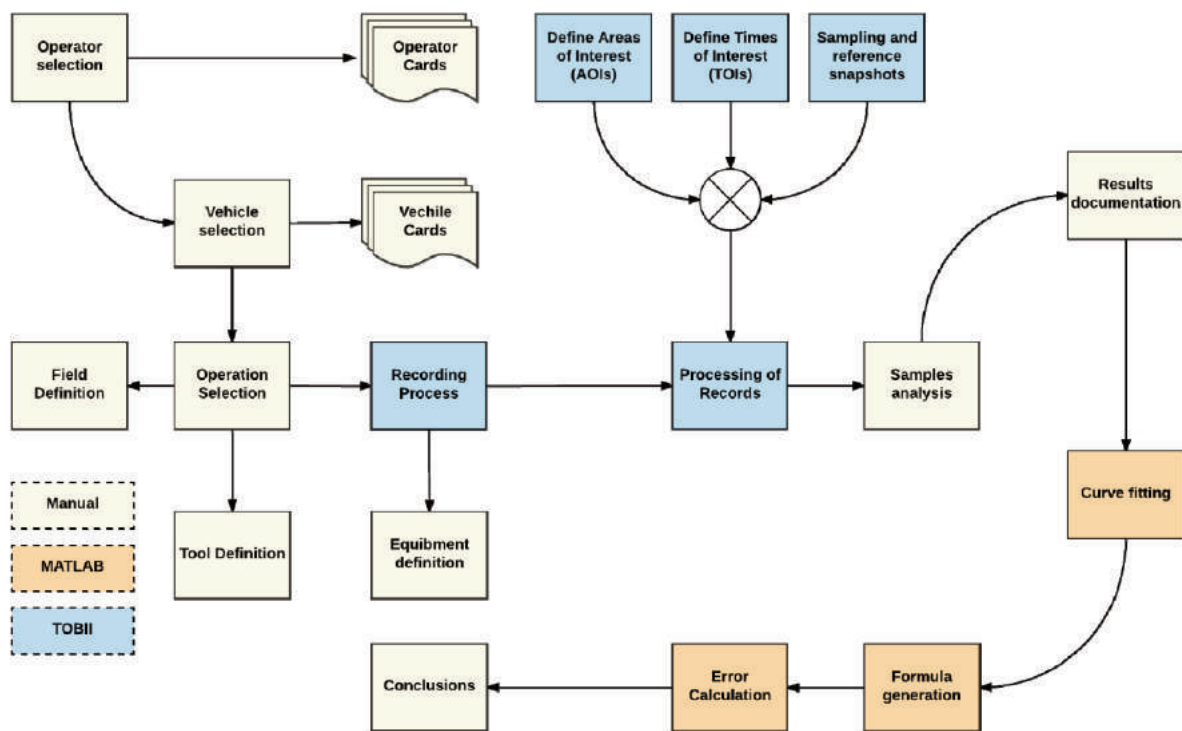 Operator
selection
Operator
Cards
Define Areas
of Interest
(AOIs)
Define Times
of Interest
(TOIs)
Sampling and
reference
snapshots
Vehicle
selection
Vechile
Cards
Results
documentation
Field
Definition
Operation
Selection
Recording
Process
Processing of
Records
Samples
analysis
Manual
MATLAB
TOBII
Tool Definition
Equibment
definition
Curve fitting
Conclusions
Error
Calculation
Formula
generation